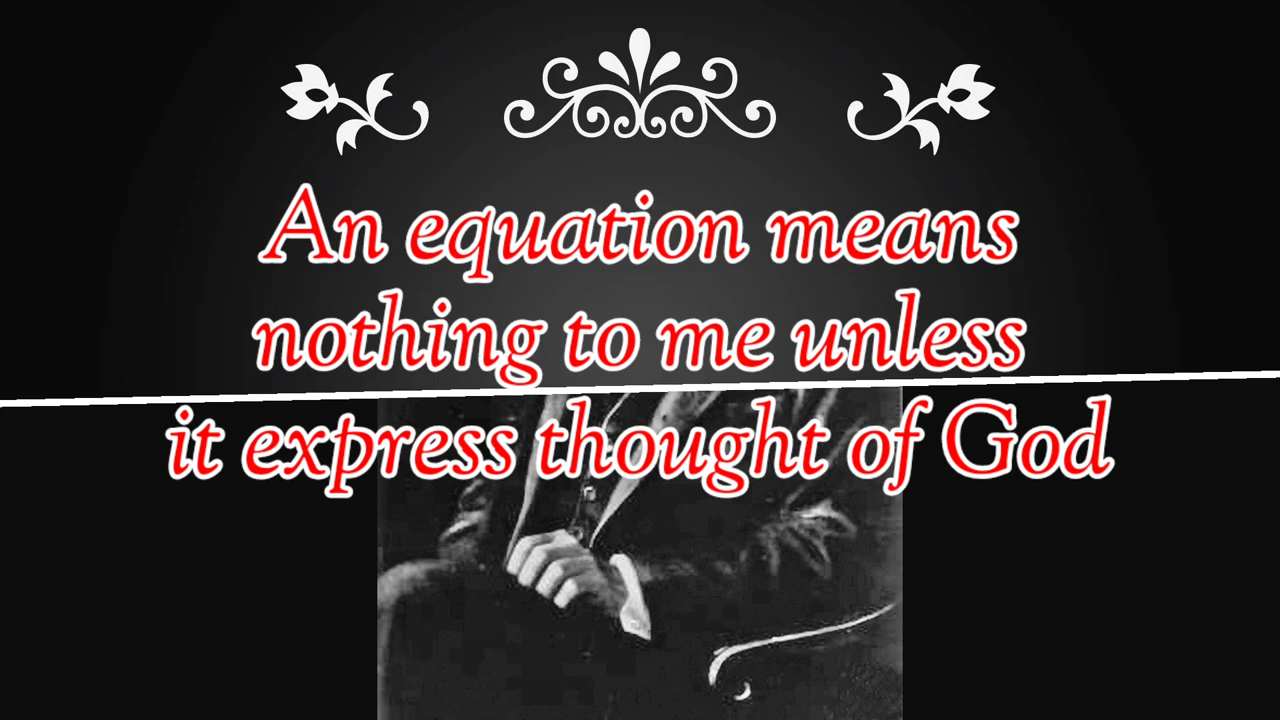 An equation means
nothing to me unless
it express thought of God